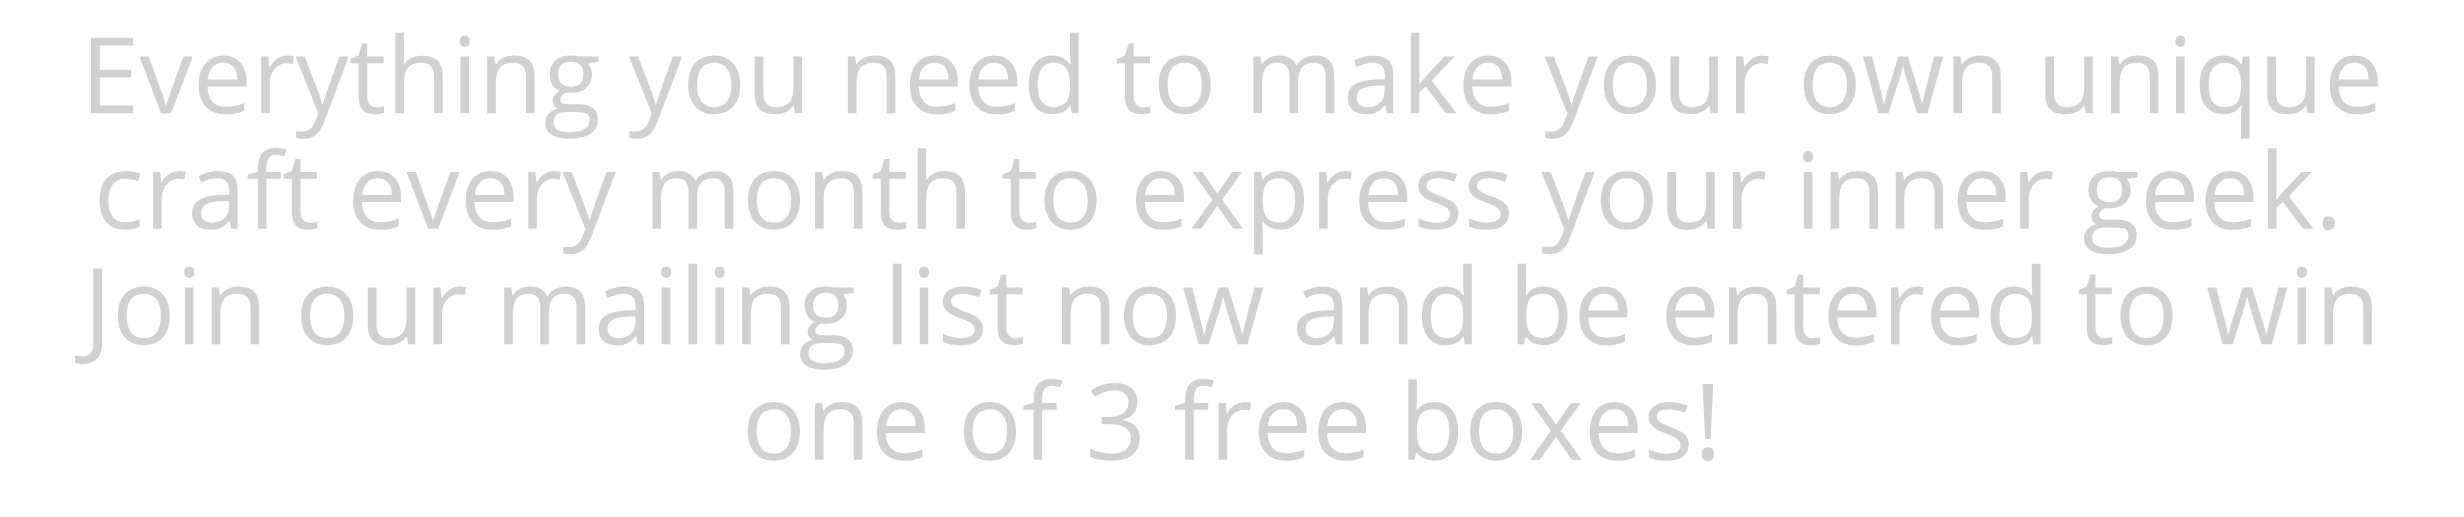 Everything you need to make your own unique
craft every month to express your inner geek.
Join our mailing list now and be entered to win
one of 3 free boxes!